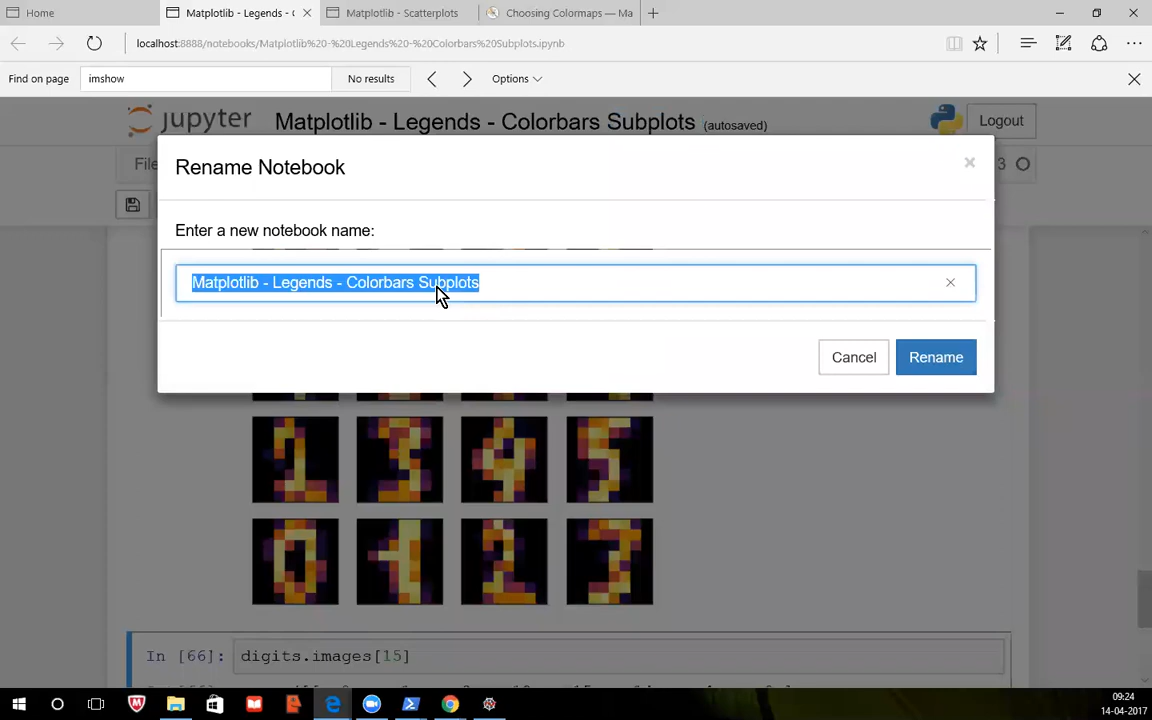 Home
Matplotlib - Legends - C
Matplotlib - Scatterplots
Choosing Colormaps — Ma
localhost:8888/notebooks/Matplotlib%20-%20Legends%20-%20Colorbars%20Subplots.ipynb
Find on page
imshow
No results
Options
jupyter
Matplotlib - Legends - Colorbars Subplots (autosaved)
Logout
Rename Notebook
File
3
Enter a new notebook name:
Matplotlib - Legends - Colorbars Subplots
Cancel
Rename
In [66]: digits.images[15]
09:24
14-04-2017